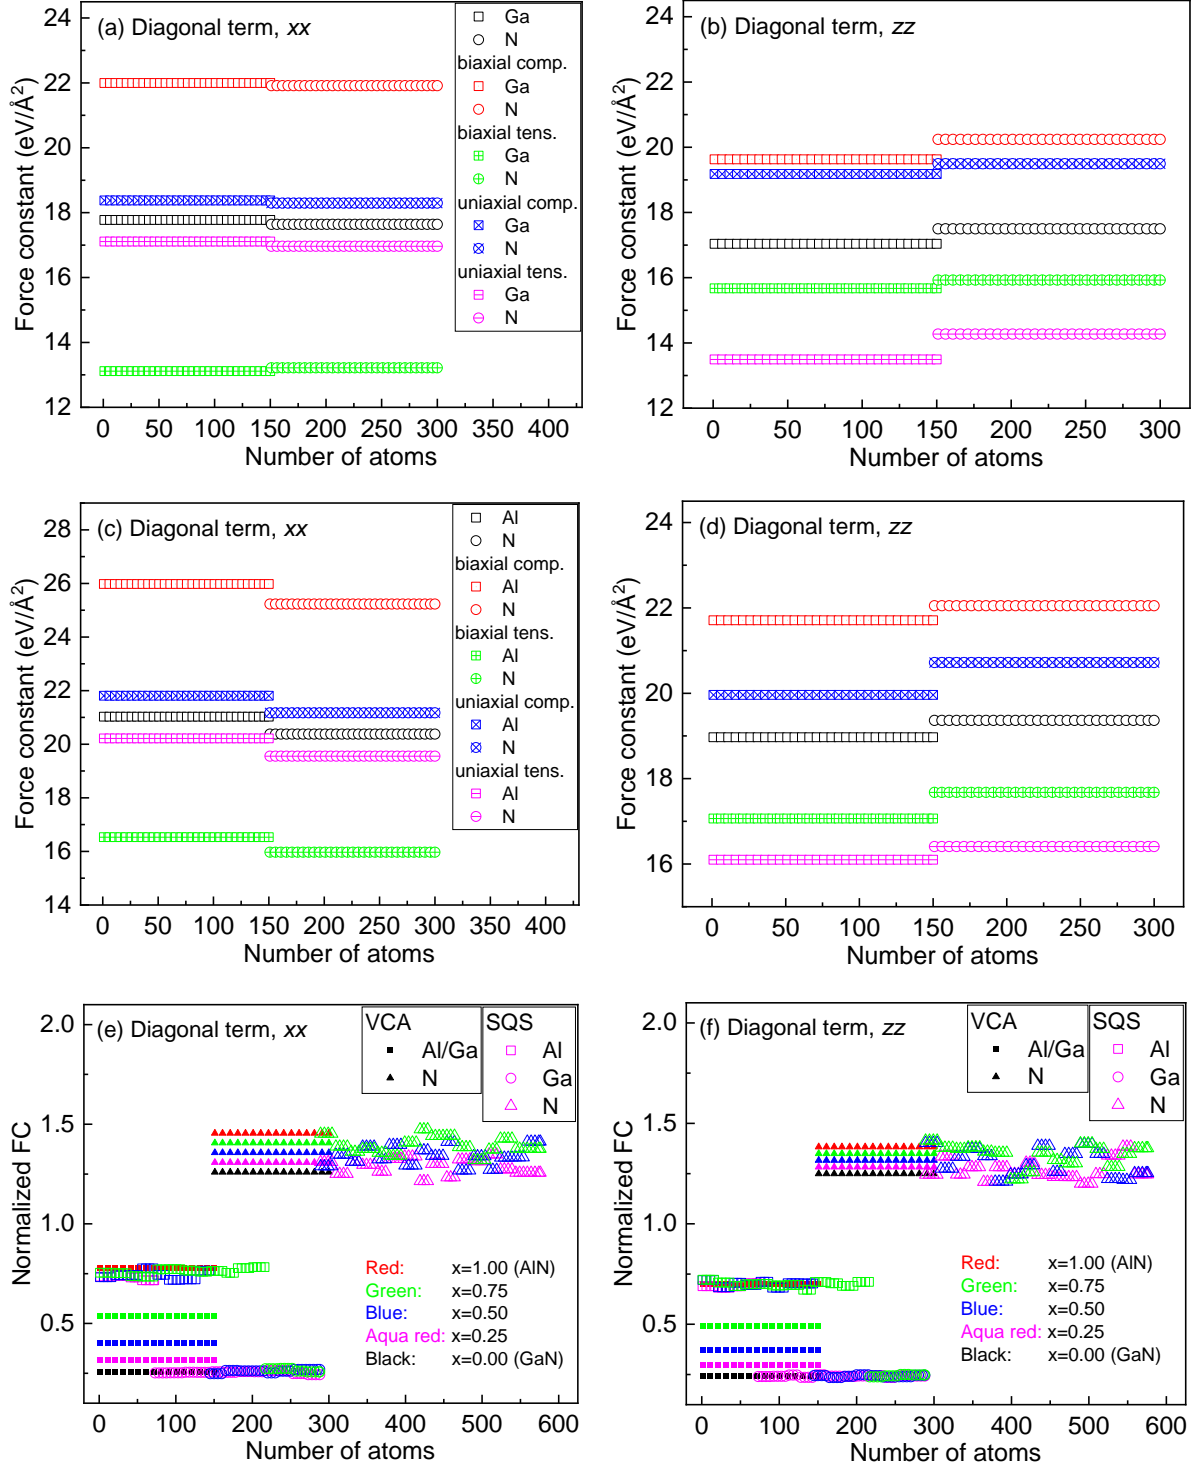 (a) Diagonal term, xx
Ga
N
biaxial comp.
Ga
N
biaxial tens.
Ga
N
uniaxial comp.
Ga
N
uniaxial tens.
Ga
N
24
22
20
18
16
14
12
Force constant (eV/Å²)
0 50 100 150 200 250 300 350 400
Number of atoms
(b) Diagonal term, zz
24
22
20
18
16
14
12
Force constant (eV/Å²)
0 50 100 150 200 250 300
Number of atoms
(c) Diagonal term, xx
Al
N
biaxial comp.
Al
N
biaxial tens.
Al
N
uniaxial comp.
Al
N
uniaxial tens.
Al
N
28
26
24
22
20
18
16
14
Force constant (eV/Å²)
0 50 100 150 200 250 300 350 400
Number of atoms
(d) Diagonal term, zz
24
22
20
18
16
Force constant (eV/Å²)
0 50 100 150 200 250 300
Number of atoms
(e) Diagonal term, xx
VCA
Al/Ga
N
SQS
Al
Ga
N
2.0
1.5
1.0
0.5
Normalized FC
Red: x=1.00 (AlN)
Green: x=0.75
Blue: x=0.50
Aqua red: x=0.25
Black: x=0.00 (GaN)
0 100 200 300 400 500 600
Number of atoms
(f) Diagonal term, zz
VCA
Al/Ga
N
SQS
Al
Ga
N
2.0
1.5
1.0
0.5
Normalized FC
Red: x=1.00 (AlN)
Green: x=0.75
Blue: x=0.50
Aqua red: x=0.25
Black: x=0.00 (GaN)
0 100 200 300 400 500 600
Number of atoms